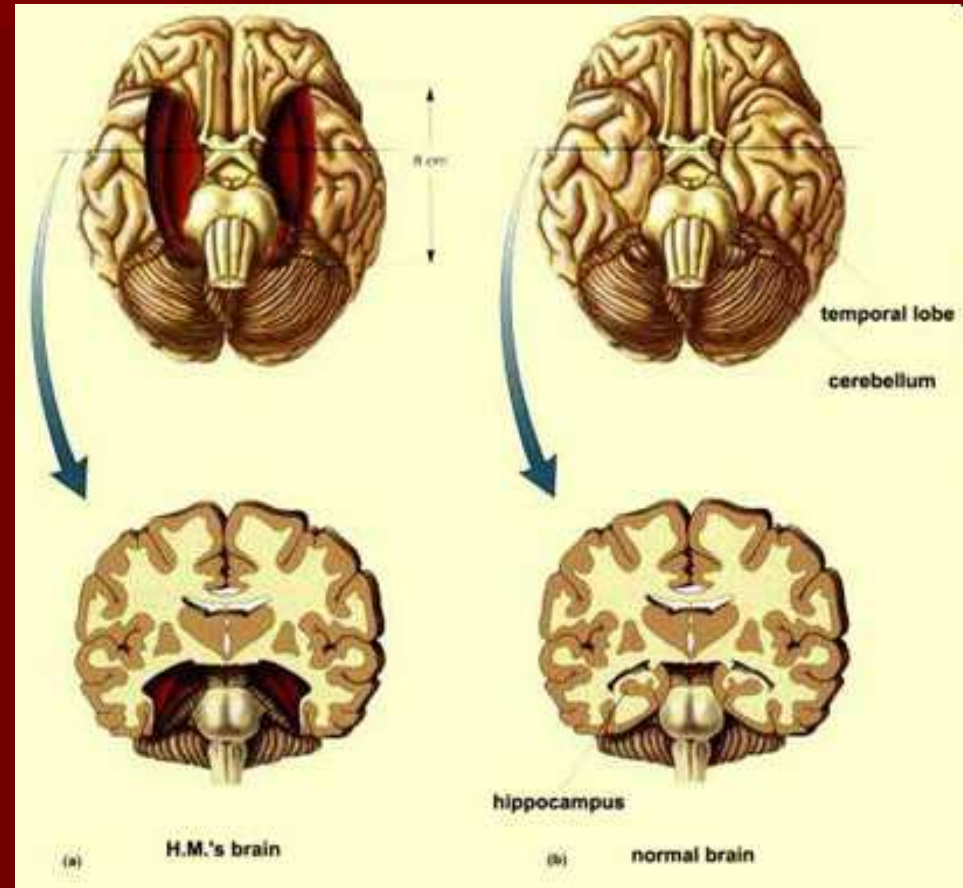 8 cm
temporal lobe
cerebellum
hippocampus
(a)
H.M.'s brain
(b)
normal brain